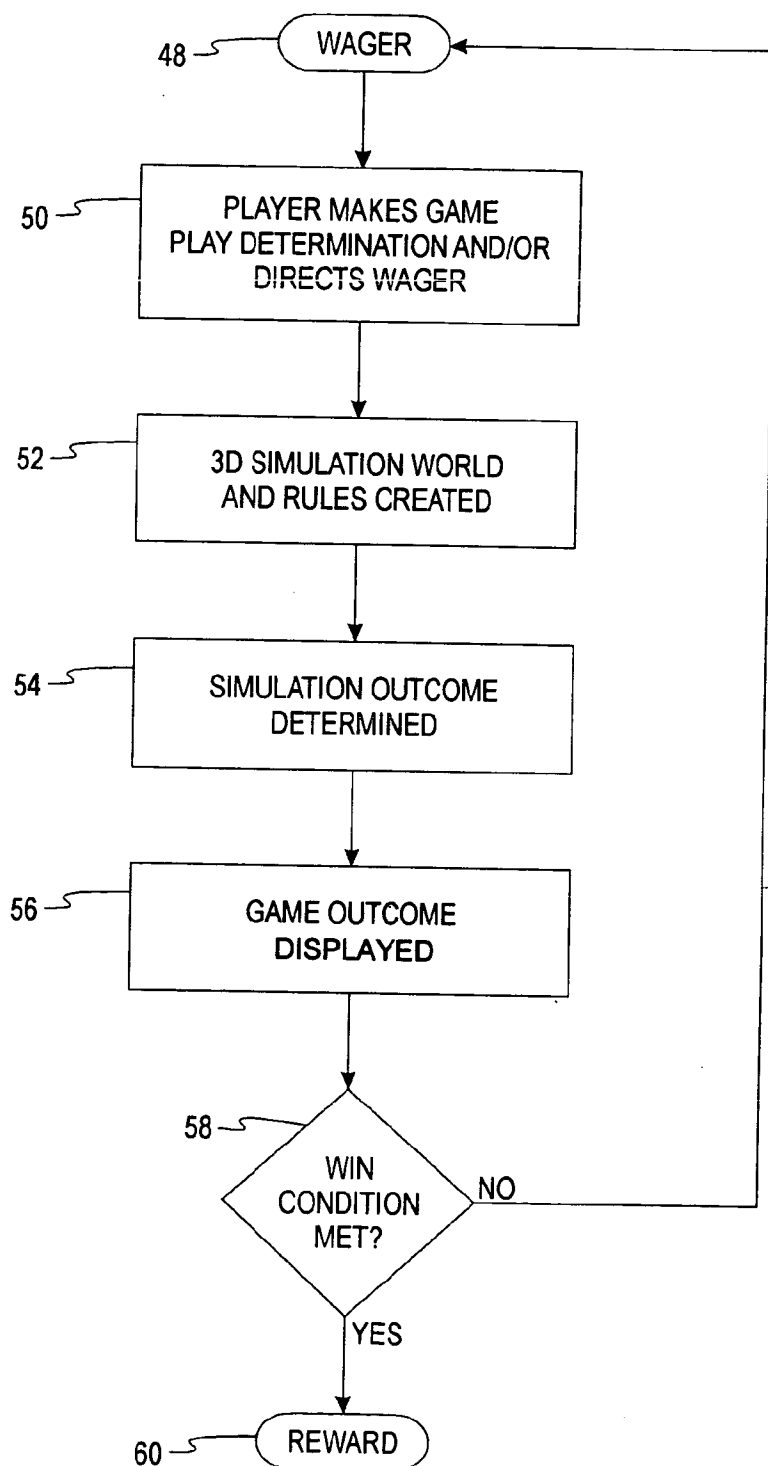 48
WAGER
50
PLAYER MAKES GAME
PLAY DETERMINATION AND/OR
DIRECTS WAGER
52
3D SIMULATION WORLD
AND RULES CREATED
54
SIMULATION OUTCOME
DETERMINED
56
GAME OUTCOME
DISPLAYED
58
WIN
CONDITION
MET?
NO
YES
60
REWARD